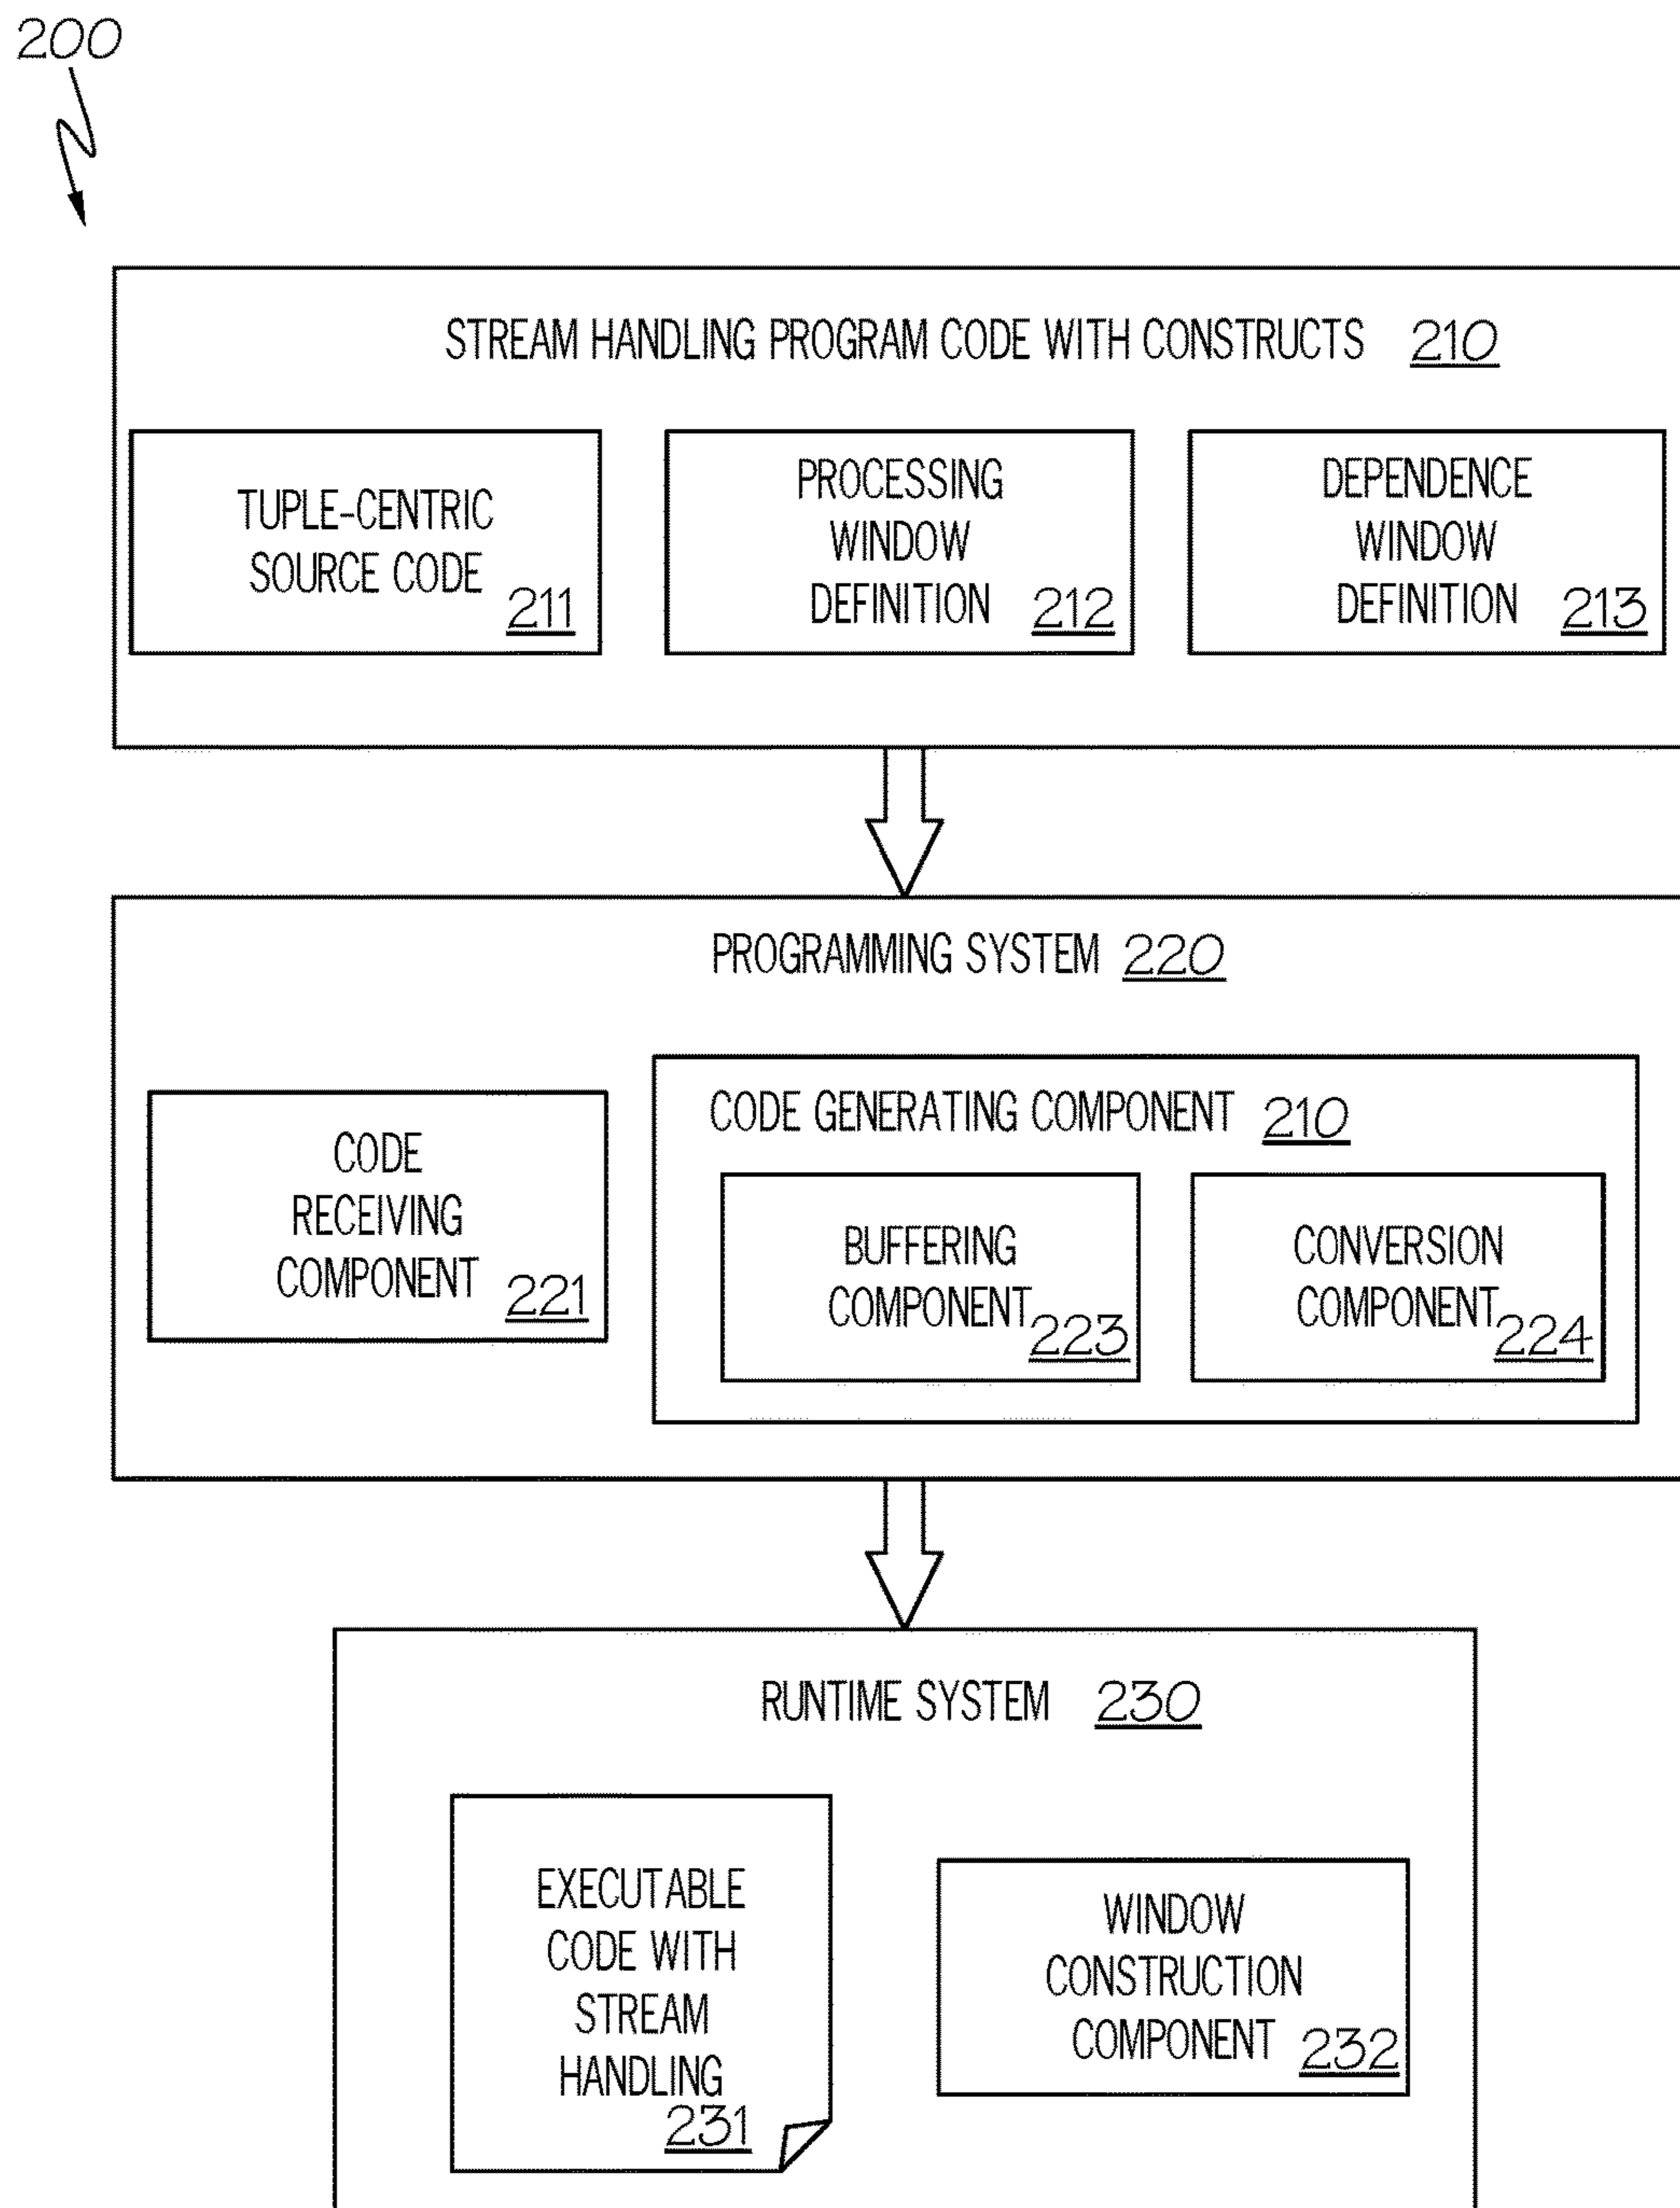 200
STREAM HANDLING PROGRAM CODE WITH CONSTRUCTS 210
TUPLE-CENTRIC
SOURCE CODE
211
PROCESSING
WINDOW
DEFINITION 212
DEPENDENCE
WINDOW
DEFINITION 213
PROGRAMMING SYSTEM 220
CODE
RECEIVING
COMPONENT 221
CODE GENERATING COMPONENT 210
BUFFERING
COMPONENT 223
CONVERSION
COMPONENT 224
RUNTIME SYSTEM 230
EXECUTABLE
CODE WITH
STREAM
HANDLING
231
WINDOW
CONSTRUCTION
COMPONENT 232